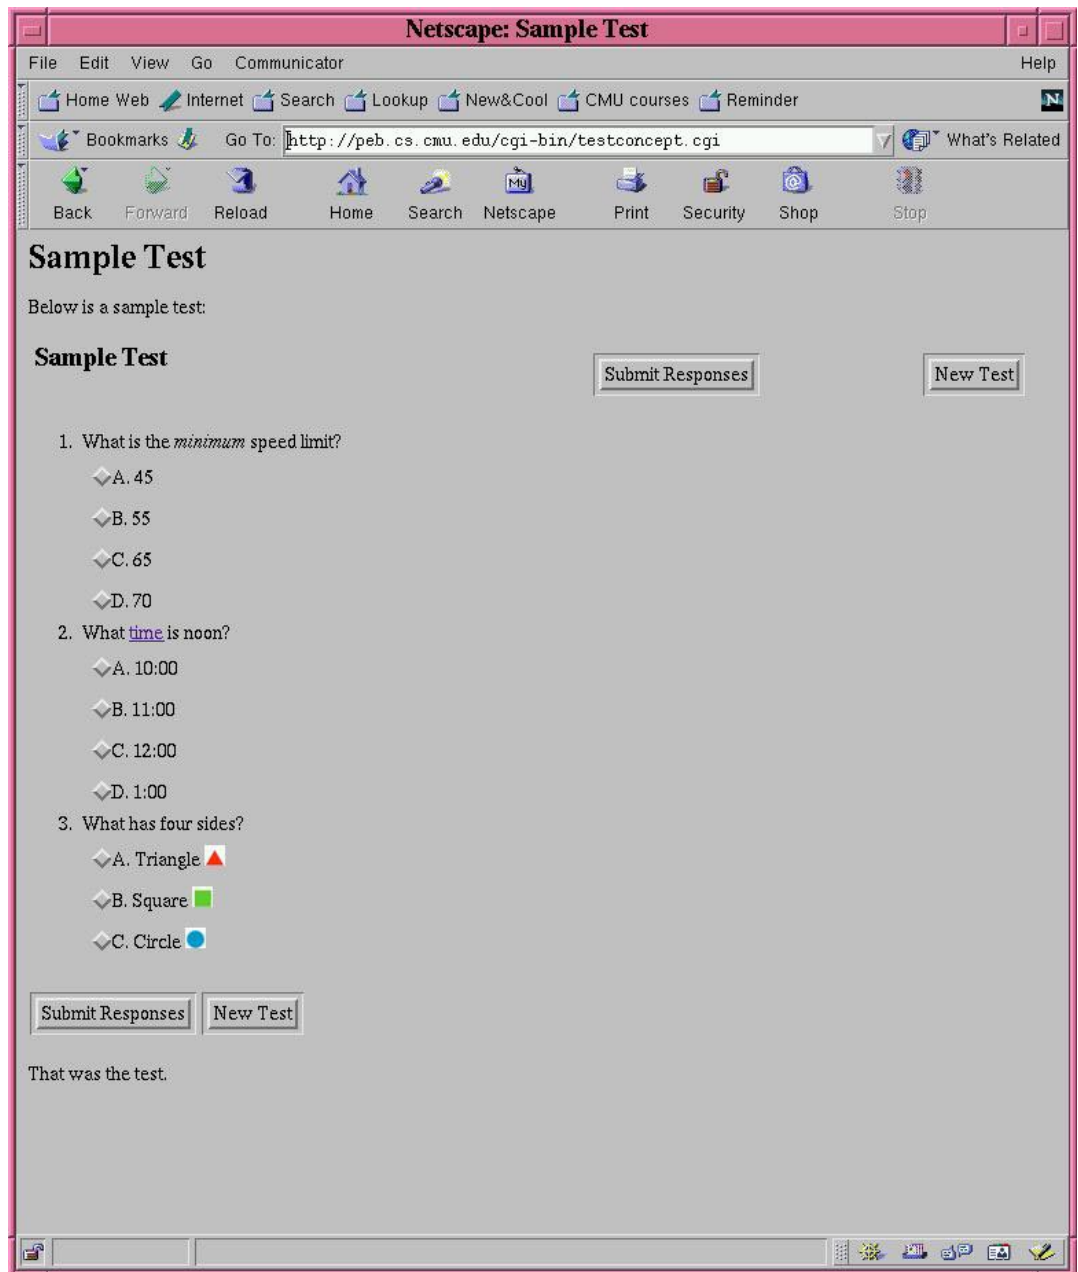 Netscape: Sample Test
File Edit View Go Communicator Help
Home Web Internet Search Lookup New&Cool CMU courses Reminder N
Bookmarks Go To: http://peb.cs.cmu.edu/cgi-bin/testconcept.cgi What's Related
My
Back Forward Reload Home Search Netscape Print Security Shop Stop
Sample Test
Below is a sample test:
Sample Test Submit Responses New Test
1. What is the minimum speed limit?
A. 45
B. 55
C. 65
D. 70
2. What time is noon?
A. 10:00
B. 11:00
C. 12:00
D. 1:00
3. What has four sides?
A. Triangle
B. Square
C. Circle
Submit Responses New Test
That was the test.